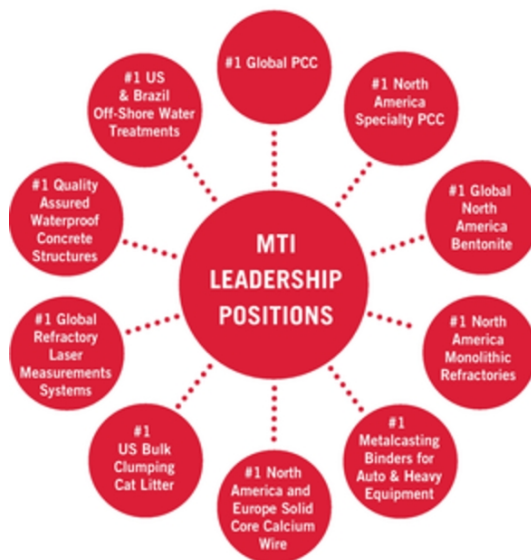 #1 Global PCC
#1 North
America
Specialty PCC
#1 Global
North
America
Bentonite
#1 North
America
Monolithic
Refractories
#1
Metalcasting
Binders for
Auto & Heavy
Equipment
#1 North
America and
Europe Solid
Core Calcium
Wire
#1
US Bulk
Clumping
Cat Litter
#1 Global
Refractory
Laser
Measurements
Systems
#1 Quality
Assured
Waterproof
Concrete
Structures
#1 US
& Brazil
Off-Shore Water
Treatments
MTI
LEADERSHIP
POSITIONS